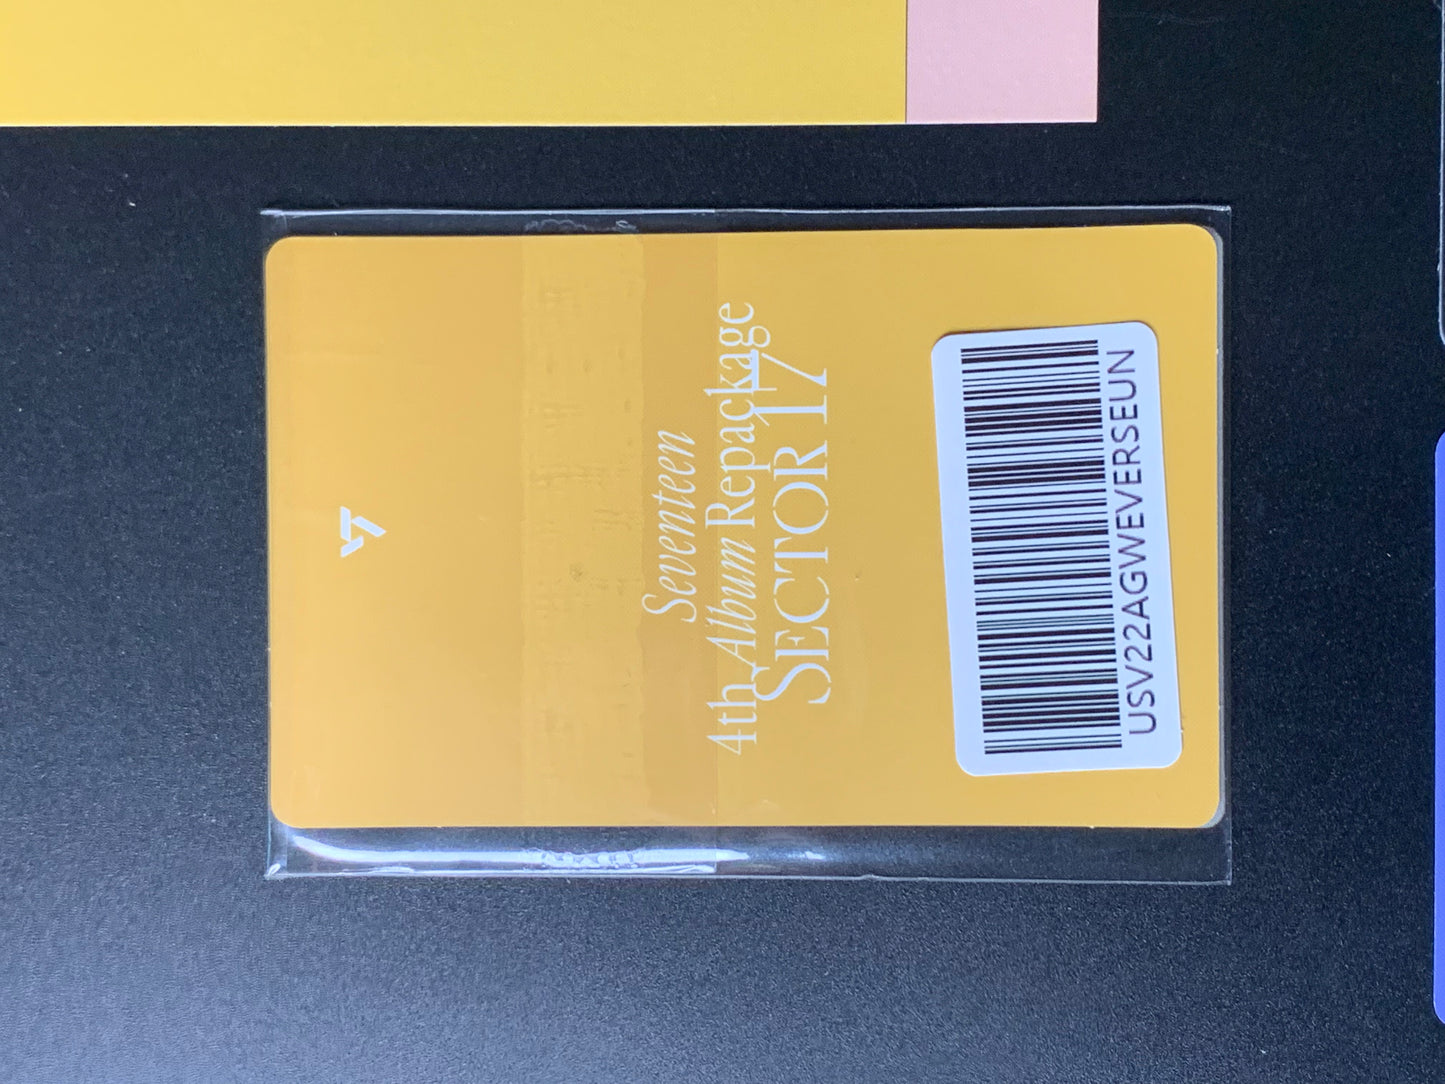 Seventeen
4th Album Repackage
SECTOR 17
USV22AGWEVERSEUN